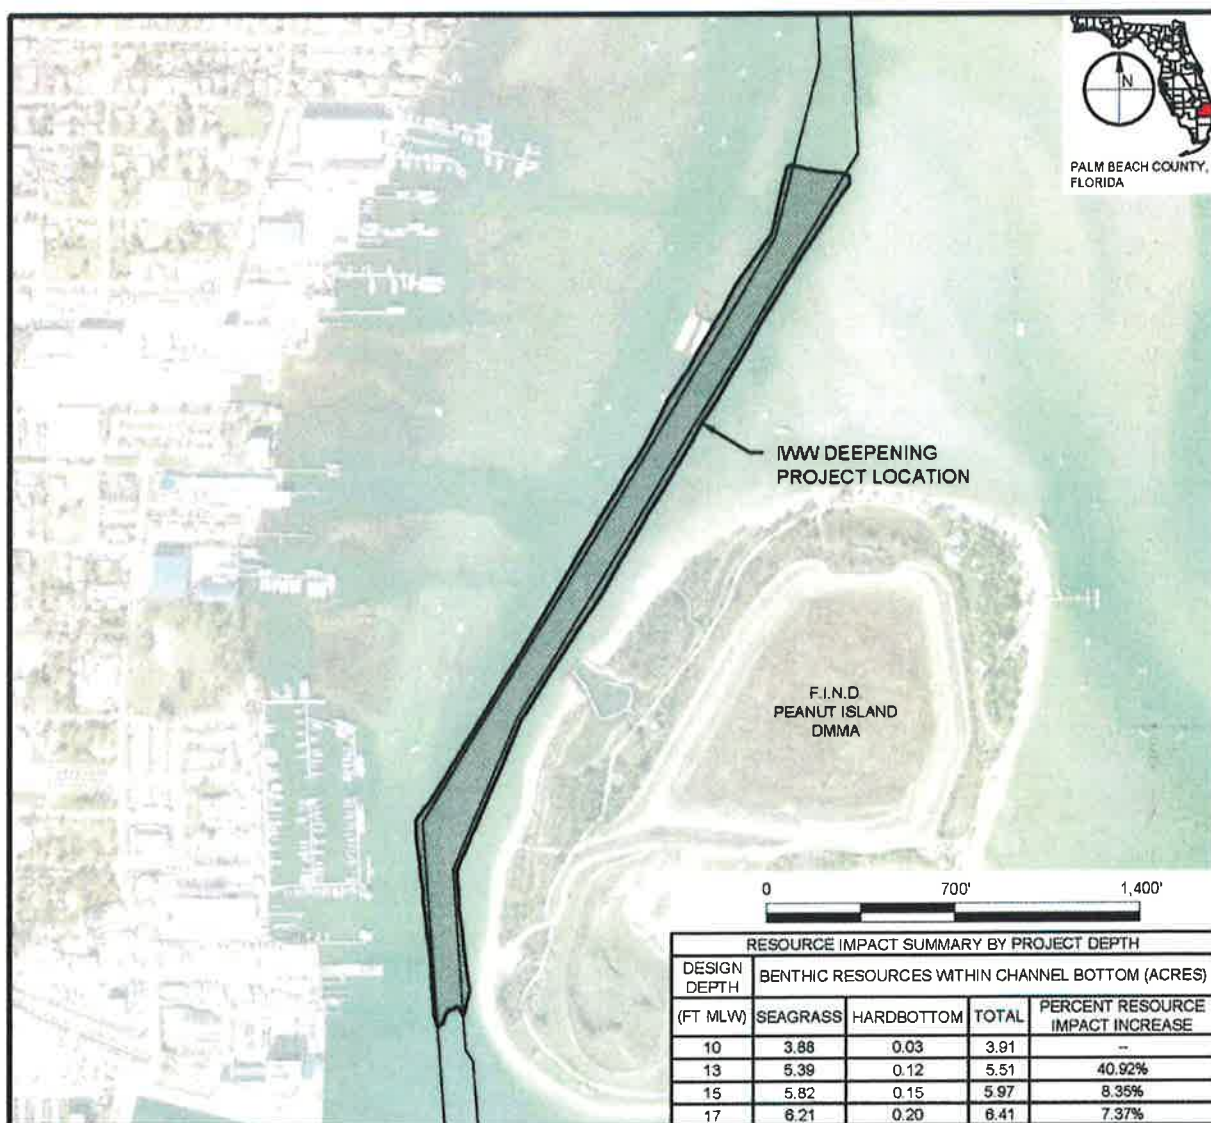 N
PALM BEACH COUNTY,
FLORIDA
IWW DEEPENING
PROJECT LOCATION
F.I.N.D
PEANUT ISLAND
DMMA
0 700' 1,400'
RESOURCE IMPACT SUMMARY BY PROJECT DEPTH
DESIGN DEPTH BENTHIC RESOURCES WITHIN CHANNEL BOTTOM (ACRES)
(FT MLW) SEAGRASS HARDBOTTOM TOTAL PERCENT RESOURCE IMPACT INCREASE
10 3.88 0.03 3.91 --
13 5.39 0.12 5.51 40.92%
15 5.82 0.15 5.97 8.35%
17 6.21 0.20 6.41 7.37%